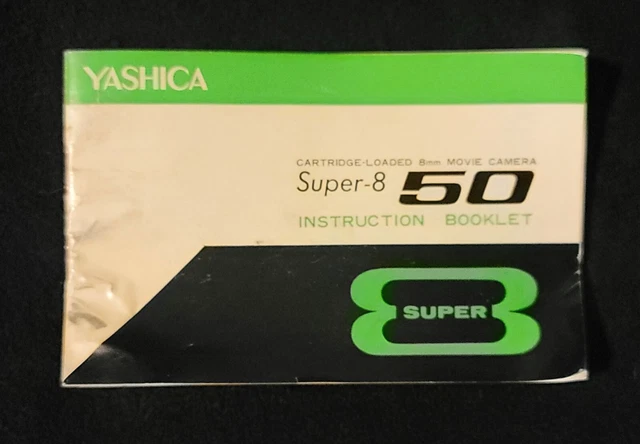 YASHICA
CARTRIDGE-LOADED 8mm MOVIE CAMERA
Super-8 50
INSTRUCTION BOOKLET
SUPER 8